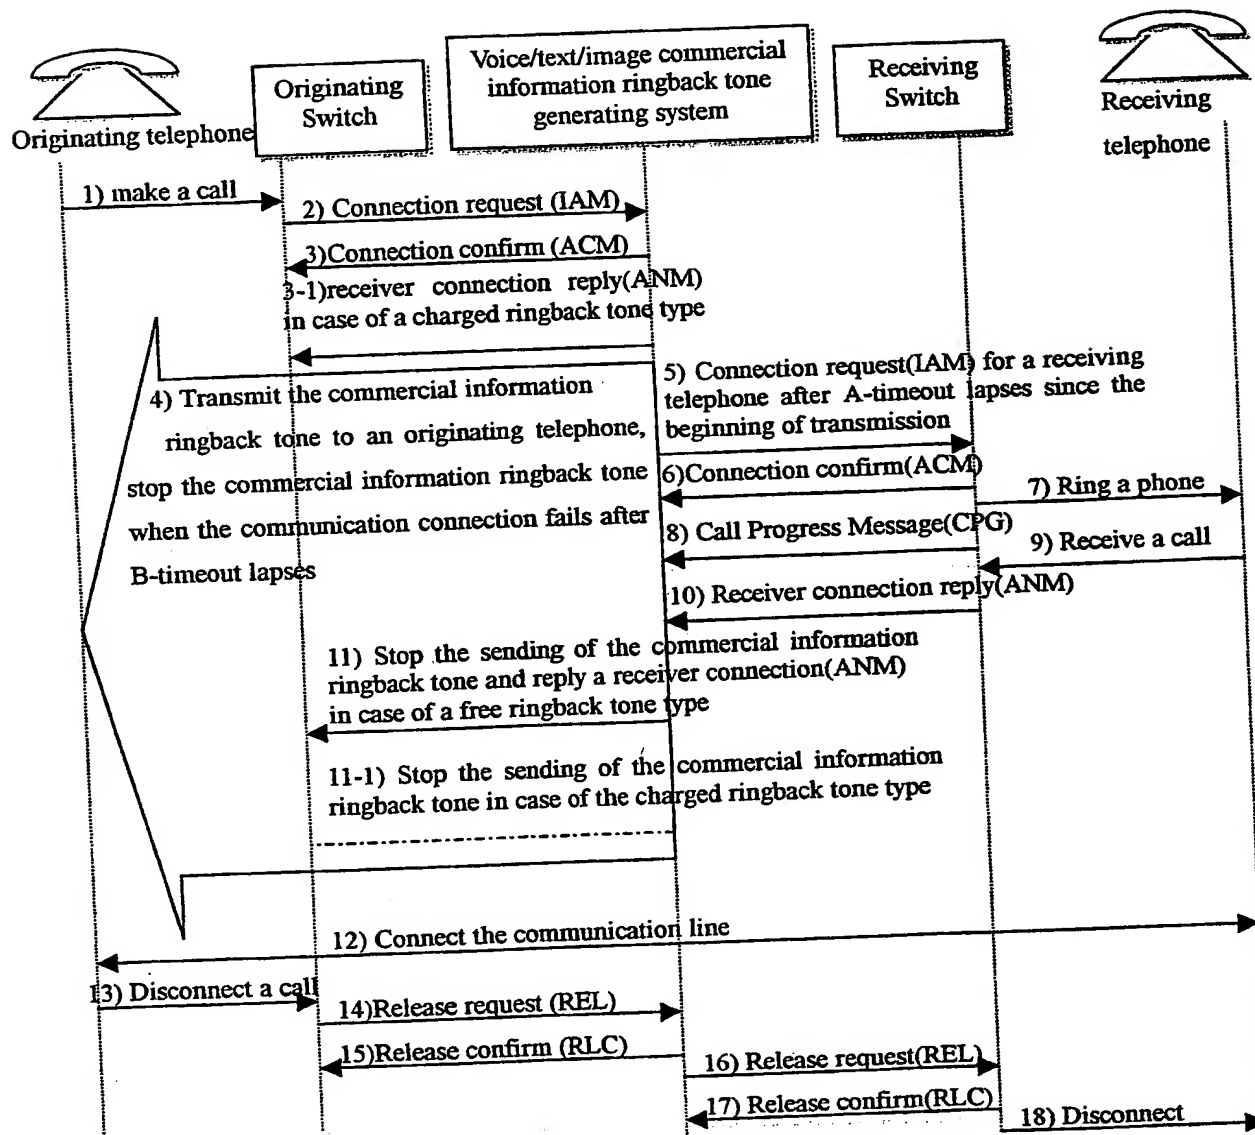 Originating telephone
Originating
Switch
Voice/text/image commercial
information ringback tone
generating system
Receiving
Switch
Receiving
telephone
1) make a call
2) Connection request (IAM)
3)Connection confirm (ACM)
3-1)receiver connection reply(ANM)
in case of a charged ringback tone type
4) Transmit the commercial information
ringback tone to an originating telephone,
stop the commercial information ringback tone
when the communication connection fails after
B-timeout lapses
5) Connection request(IAM) for a receiving
telephone after A-timeout lapses since the
beginning of transmission
6)Connection confirm(ACM)
7) Ring a phone
8) Call Progress Message(CPG)
9) Receive a call
10) Receiver connection reply(ANM)
11) Stop the sending of the commercial information
ringback tone and reply a receiver connection(ANM)
in case of a free ringback tone type
11-1) Stop the sending of the commercial information
ringback tone in case of the charged ringback tone type
12) Connect the communication line
13) Disconnect a call
14)Release request (REL)
15)Release confirm (RLC)
16) Release request(REL)
17) Release confirm(RLC)
18) Disconnect